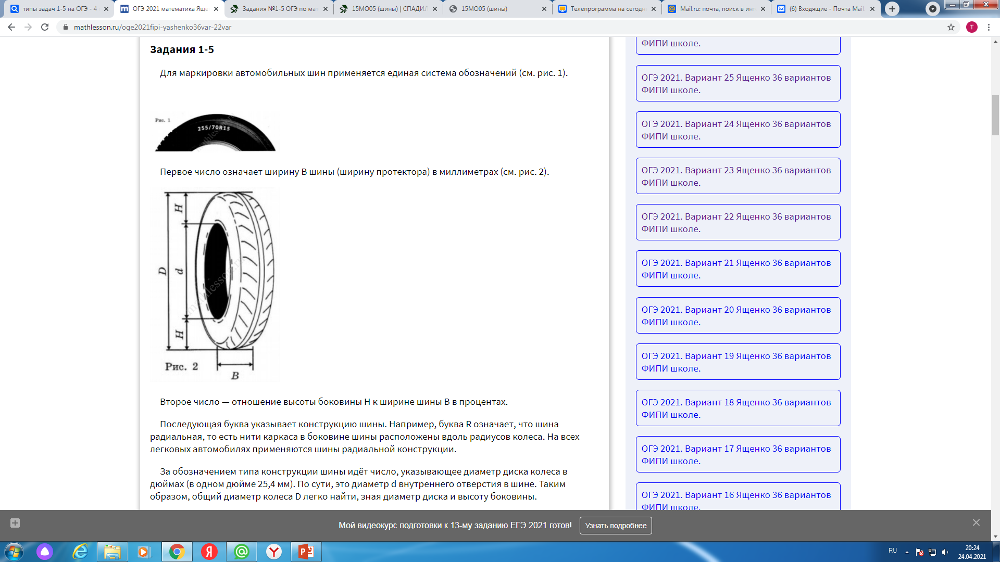 типы задач 1-5 на ОГЭ - 4
ОГЭ 2021 математика Яще
Задания №1-5 ОГЭ по мат
15МО05 (шины) | СПАДИЛ
15МО05 (шины)
Телепрограмма на сегодн
Mail.ru: почта, поиск в инт
(6) Входящие - Почта Mail
mathlesson.ru/oge2021fipi-yashenko36var-22var
T
Задания 1-5
Для маркировки автомобильных шин применяется единая система обозначений (см. рис. 1).
Рис. 1
255/70R15
Первое число означает ширину B шины (ширину протектора) в миллиметрах (см. рис. 2).
H
D
d
H
Рис. 2
B
mathlesson.ru
Второе число — отношение высоты боковины H к ширине шины B в процентах.
Последующая буква указывает конструкцию шины. Например, буква R означает, что шина
радиальная, то есть нити каркаса в боковине шины расположены вдоль радиусов колеса. На всех
легковых автомобилях применяются шины радиальной конструкции.
За обозначением типа конструкции шины идёт число, указывающее диаметр диска колеса в
дюймах (в одном дюйме 25,4 мм). По сути, это диаметр d внутреннего отверстия в шине. Таким
образом, общий диаметр колеса D легко найти, зная диаметр диска и высоту боковины.
ФИПИ школе.
ОГЭ 2021. Вариант 25 Ященко 36 вариантов
ФИПИ школе.
ОГЭ 2021. Вариант 24 Ященко 36 вариантов
ФИПИ школе.
ОГЭ 2021. Вариант 23 Ященко 36 вариантов
ФИПИ школе.
ОГЭ 2021. Вариант 22 Ященко 36 вариантов
ФИПИ школе.
ОГЭ 2021. Вариант 21 Ященко 36 вариантов
ФИПИ школе.
ОГЭ 2021. Вариант 20 Ященко 36 вариантов
ФИПИ школе.
ОГЭ 2021. Вариант 19 Ященко 36 вариантов
ФИПИ школе.
ОГЭ 2021. Вариант 18 Ященко 36 вариантов
ФИПИ школе.
ОГЭ 2021. Вариант 17 Ященко 36 вариантов
ФИПИ школе.
ОГЭ 2021. Вариант 16 Ященко 36 вариантов
ФИПИ школе.
Мой видеокурс подготовки к 13-му заданию ЕГЭ 2021 готов!
Узнать подробнее
RU
20:24
24.04.2021